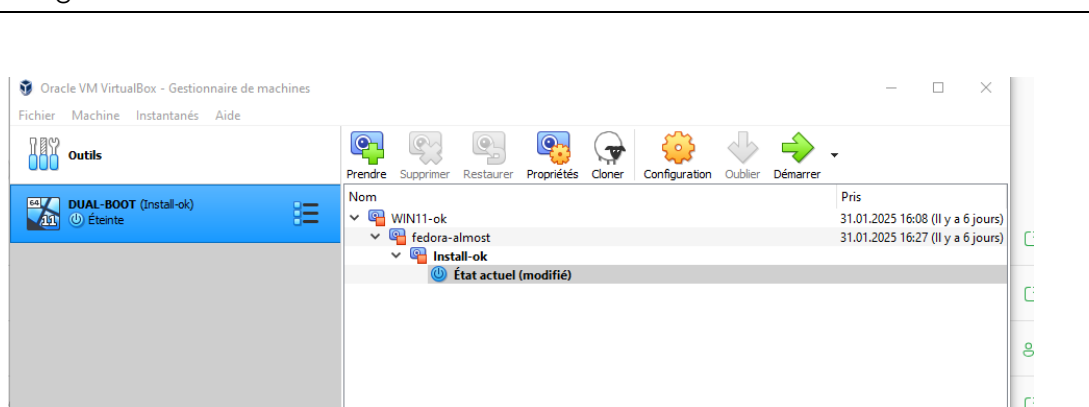 Oracle VM VirtualBox - Gestionnaire de machines
Fichier Machine Instantanés Aide
Outils
Prendre Supprimer Restaurer Propriétés Cloner Configuration Oublier Démarrer
64
11
DUAL-BOOT (Install-ok)
Éteinte
Nom Pris
WIN11-ok 31.01.2025 16:08 (Il y a 6 jours)
fedora-almost 31.01.2025 16:27 (Il y a 6 jours)
Install-ok
État actuel (modifié)